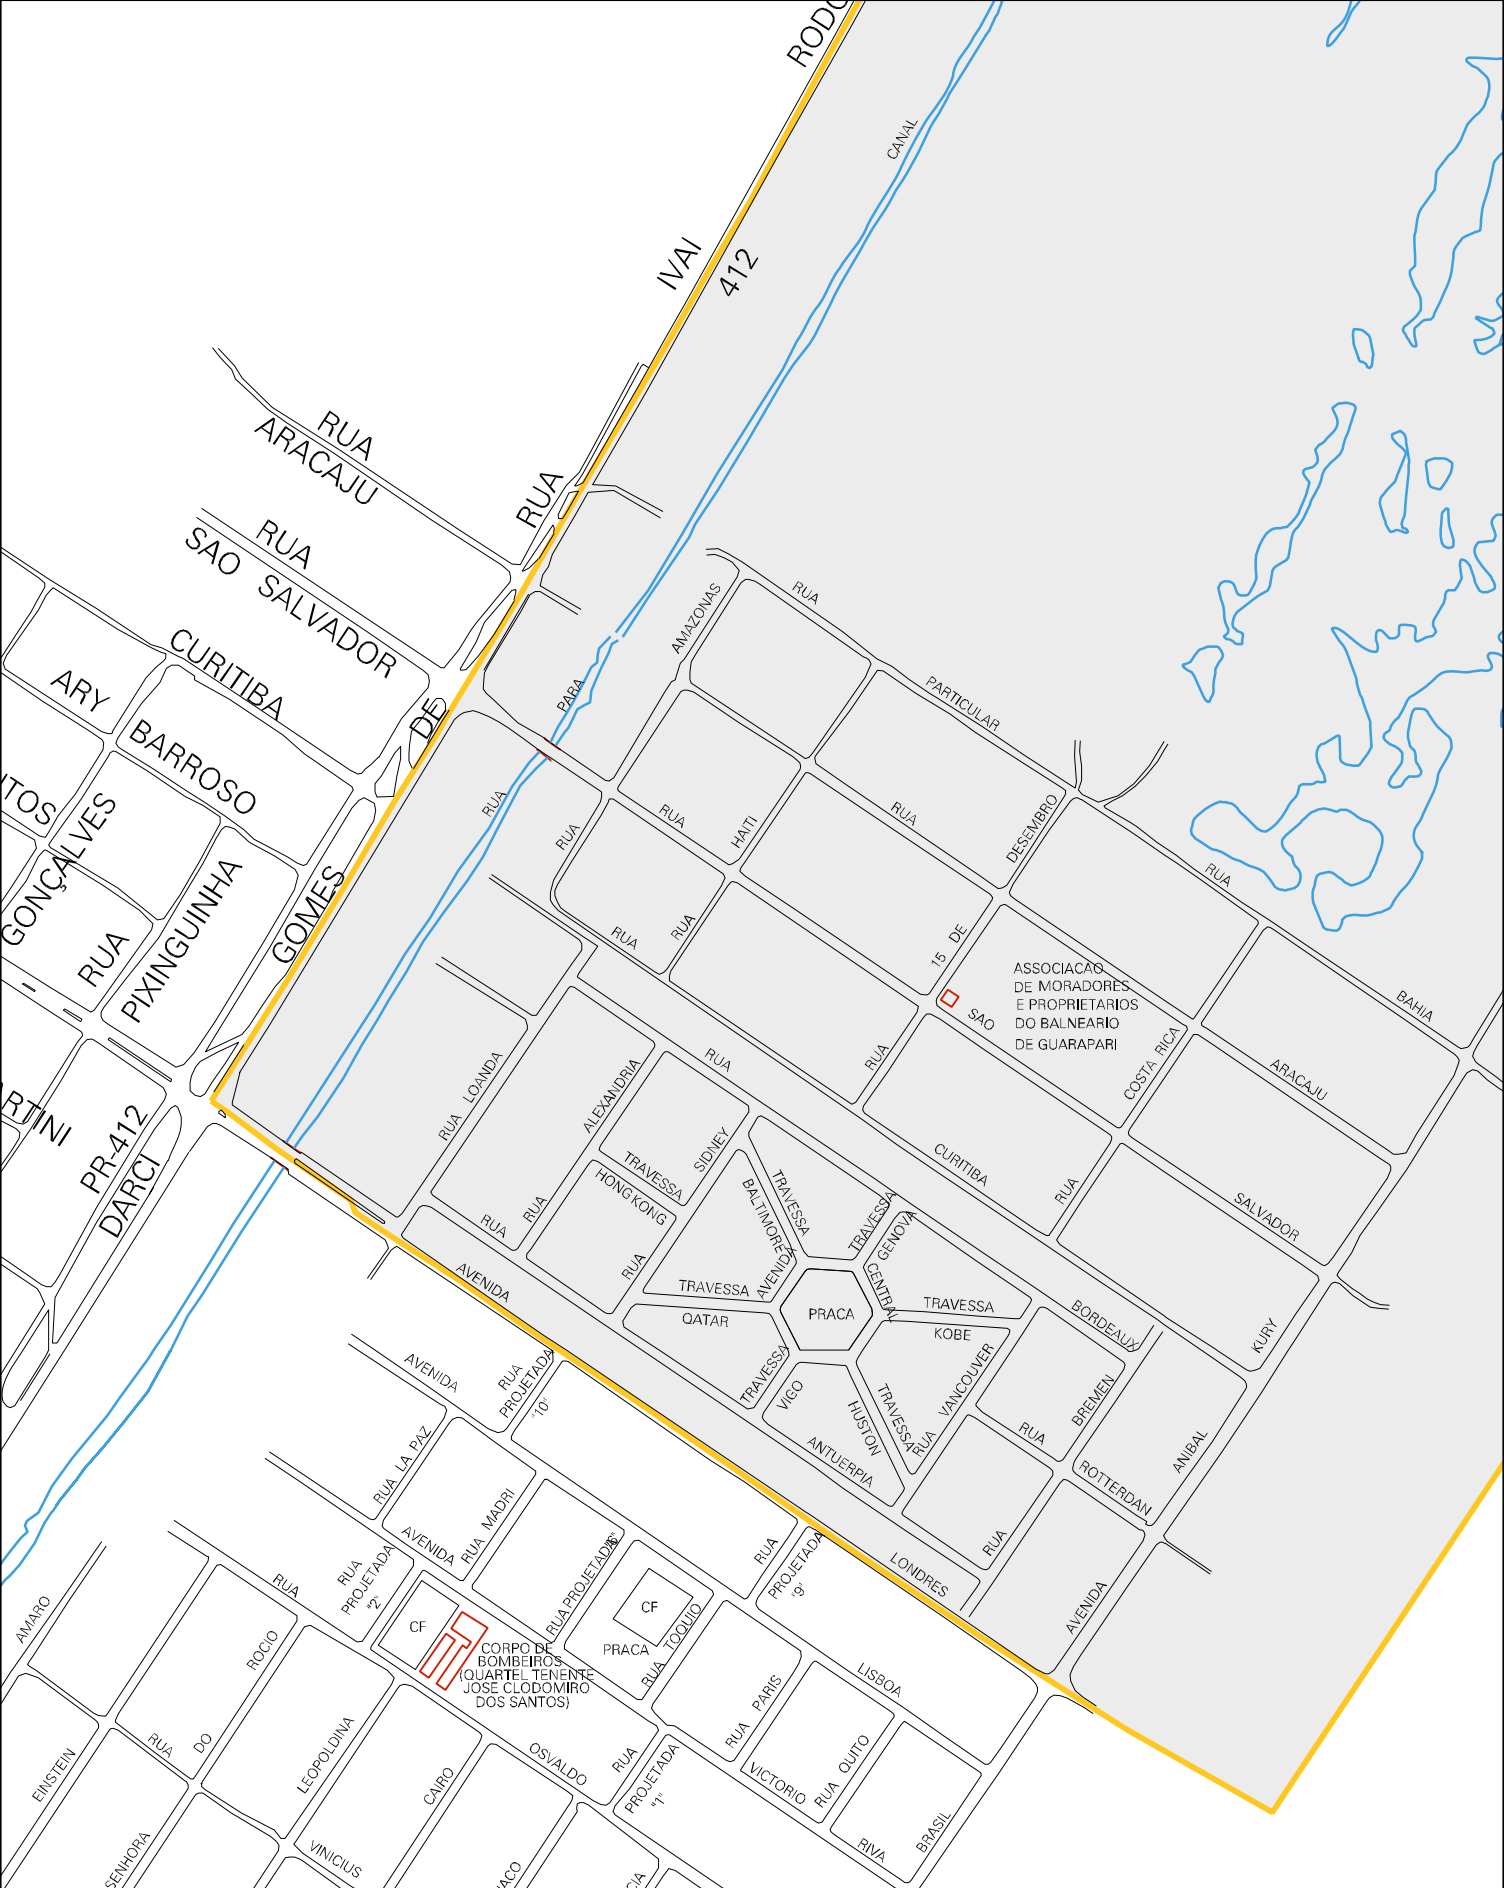 CANAL
IVAI
412
RUA
ARACAJU
RUA
RUA
SAO SALVADOR
CURITIBA
ARY
BARROSO
DE
AMAZONAS
RUA
PARTICULAR
PARA
RUA
RUA
RUA
HAITI
RUA
DESEMBRO
RUA
GONÇALVES
RUA
PIXINGUINHA
GOMES
RUA
RUA
15 DE
ASSOCIACAO
DE MORADORES
E PROPRIETARIOS
DO BALNEARIO
DE GUARAPARI
SAO
BAHIA
RUA
RUA
COSTA RICA
ARACAJU
RUA LOANDA
ALEXANDRIA
PR-412
DARCI
TRAVESSA
SIDNEY
HONG KONG
CURITIBA
RUA
SALVADOR
RUA
RUA
RUA
TRAVESSA
BALTIMORE
TRAVESSA
GENOVA
AVENIDA
CENTRAL
TRAVESSA
QATAR
PRACA
TRAVESSA
KOBE
BORDEAUX
KURY
AVENIDA
AVENIDA
RUA
PROJETADA
"10"
TRAVESSA
VIGO
HUSTON
TRAVESSA
RUA VANCOUVER
BREMEN
RUA
ANTUERPIA
ROTTERDAN
ANIBAL
RUA LA PAZ
AVENIDA
RUA MADRI
RUA
PROJETADA
"2"
RUA
RUA PROJETADA
RUA
PROJETADA
"9"
RUA
LONDRES
AVENIDA
AMARO
ROCIO
CF
CORPO DE
BOMBEIROS
(QUARTEL TENENTE
JOSE CLODOMIRO
DOS SANTOS)
CF
PRACA
RUA TOQUIO
LISBOA
RUA PARIS
RUA
DO
EINSTEIN
LEOPOLDINA
CAIRO
OSVALDO
RUA
PROJETADA
"1"
VICTORIO
RUA QUITO
RIVA
BRASIL
SENHORA
VINICIUS